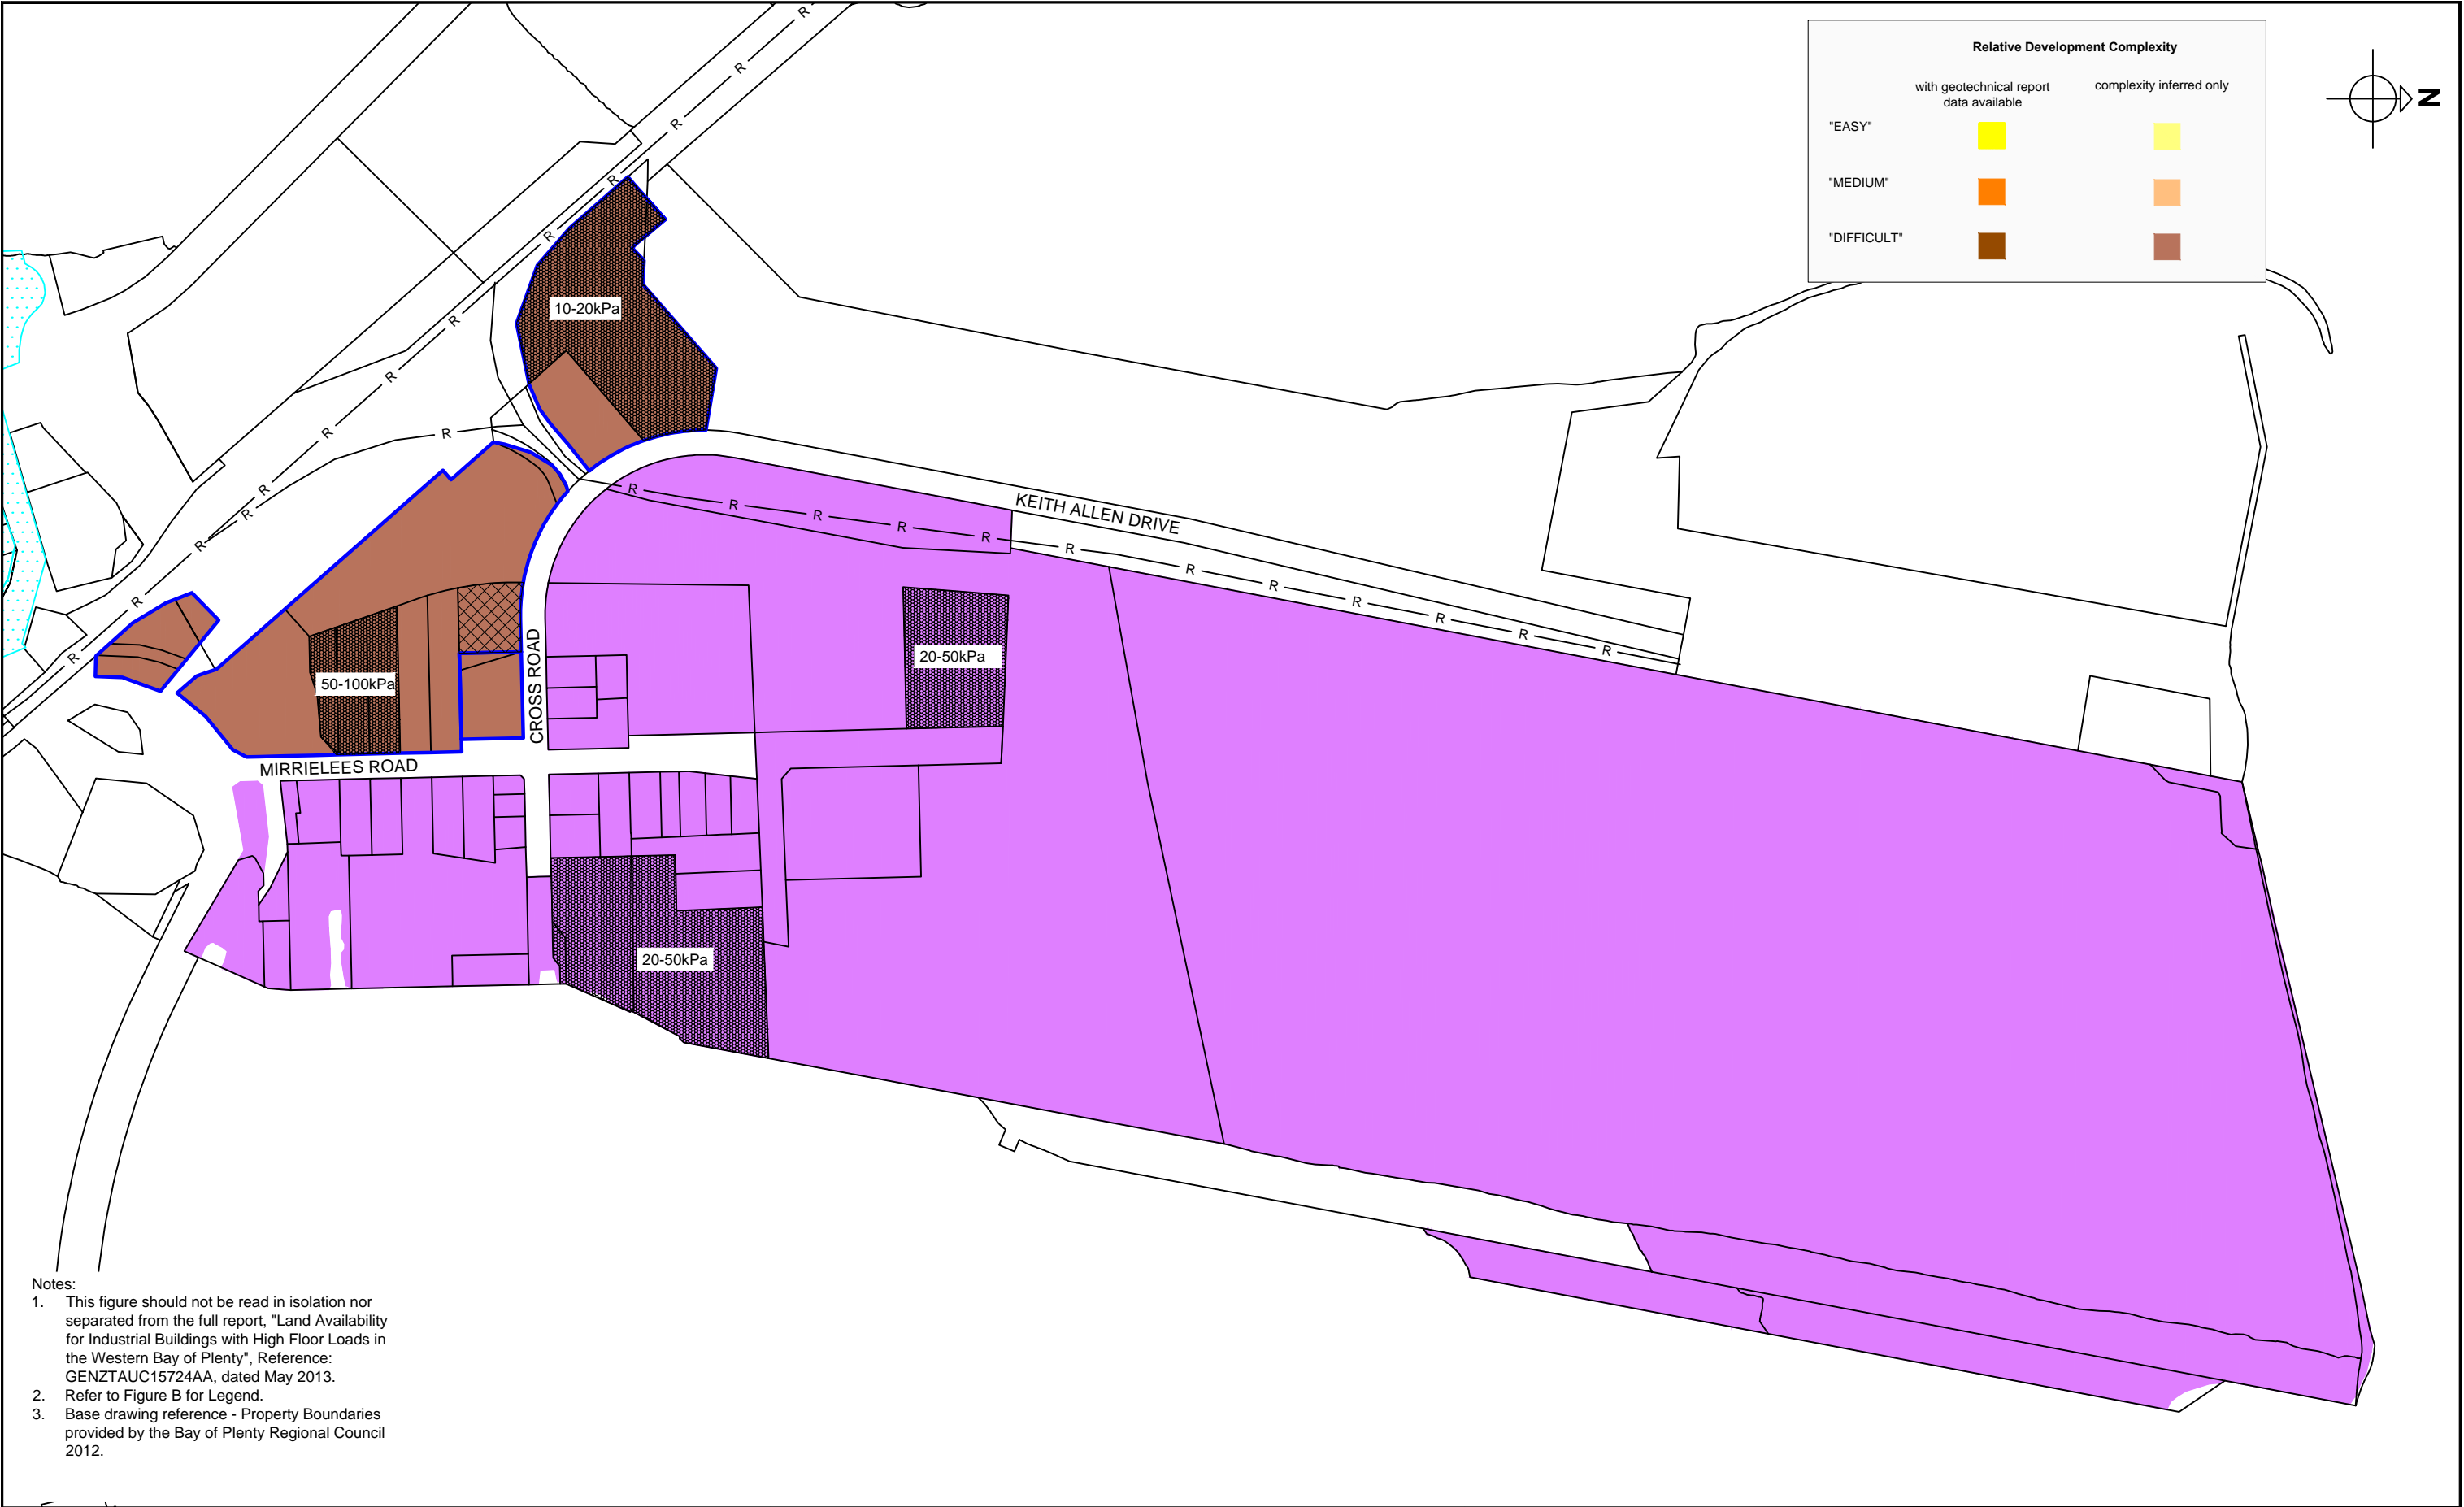 Relative Development Complexity
with geotechnical report
data available
complexity inferred only
"EASY"
"MEDIUM"
"DIFFICULT"
N
R
R
R
R
R
R
R
R
R
R
R
R
R
R
10-20kPa
R
R
R
R
R
R
R
R
R
R
R
R
KEITH ALLEN DRIVE
20-50kPa
50-100kPa
CROSS ROAD
MIRRIELEES ROAD
20-50kPa
Notes:
1. This figure should not be read in isolation nor
separated from the full report, "Land Availability
for Industrial Buildings with High Floor Loads in
the Western Bay of Plenty", Reference:
GENZTAUC15724AA, dated May 2013.
2. Refer to Figure B for Legend.
3. Base drawing reference - Property Boundaries
provided by the Bay of Plenty Regional Council
2012.